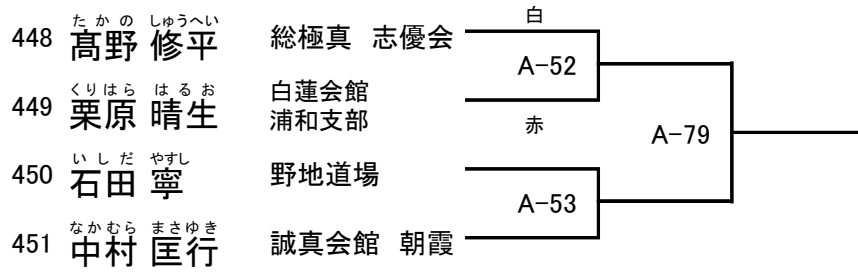 たかの しゅうへい
448 髙野 修平 総極真 志優会
白
A-52
くりはら はるお
449 栗原 晴生 白蓮会館
浦和支部
赤
A-79
いしだ やすし
450 石田 寧 野地道場
A-53
なかむら まさゆき
451 中村 匡行 誠真会館 朝霞